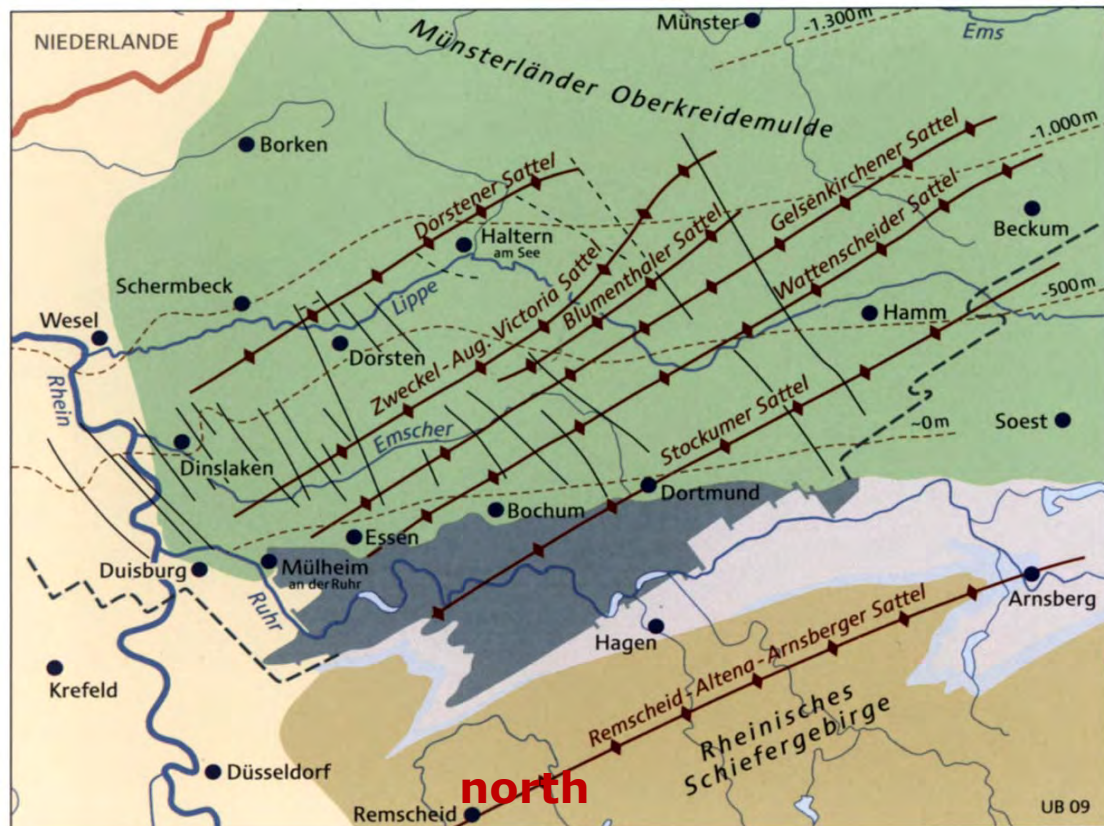 NIEDERLANDE
Münster
-1.300m
Ems
Münsterländer Oberkreidemulde
Borken
-1.000m
Dorstener Sattel
Gelsenkirchener Sattel
Haltern
am See
Wattenscheider Sattel
Beckum
Schermbeck
Lippe
Zweckel-Aug. Victoria Sattel
Blumenthaler Sattel
-500m
Wesel
Hamm
Dorsten
Rhein
Emscher
Stockumer Sattel
~0m
Soest
Dinslaken
Dortmund
Bochum
Essen
Duisburg
Mülheim
an der Ruhr
Ruhr
Arnsberg
Hagen
Krefeld
Remscheid-Altena-Arnsberger Sattel
Rheinisches
Schiefergebirge
Düsseldorf
north
Remscheid
UB 09